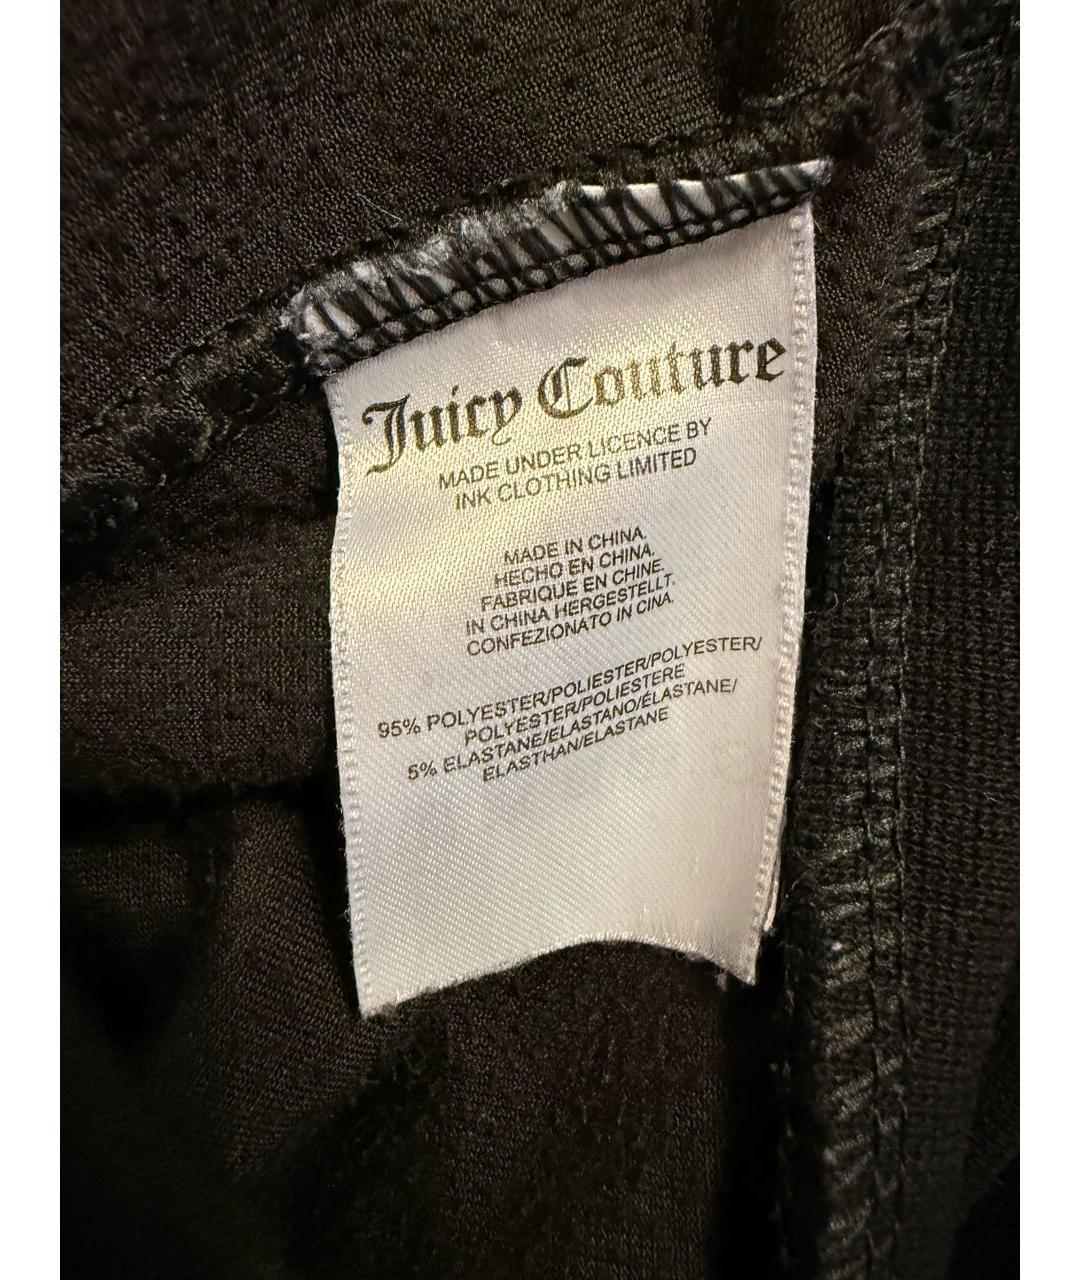 Juicy Couture
MADE UNDER LICENCE BY
INK CLOTHING LIMITED
MADE IN CHINA.
HECHO EN CHINA.
FABRIQUE EN CHINE.
IN CHINA HERGESTELLT.
CONFEZIONATO IN CINA.
95% POLYESTER/POLIESTER/POLYESTER/
POLYESTER/POLIESTERE
5% ELASTANE/ELASTANO/ÉLASTANE/
ELASTHAN/ELASTANE